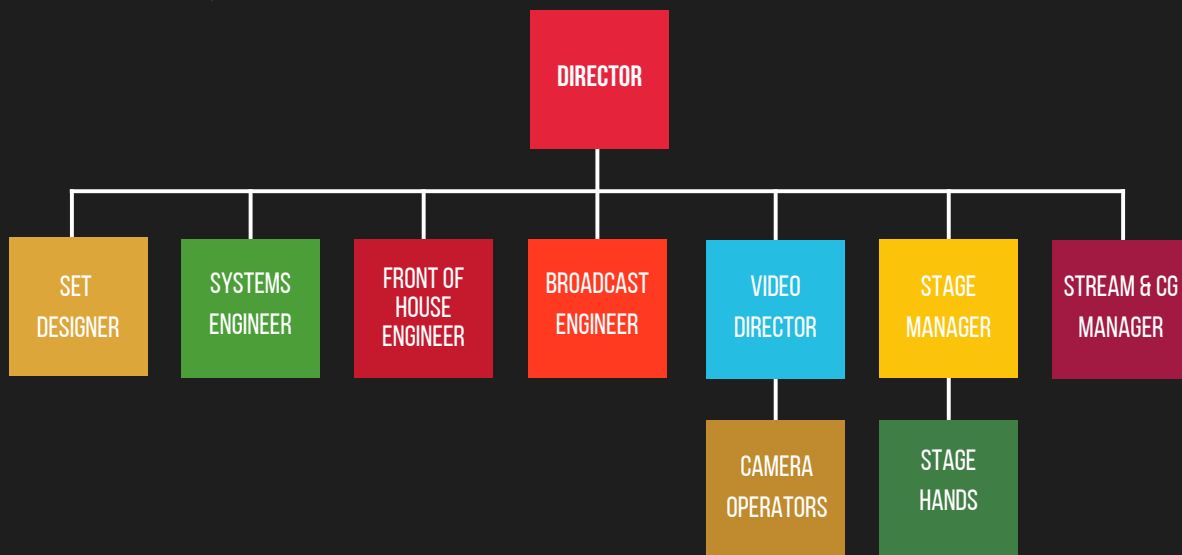 DIRECTOR
SET
DESIGNER
SYSTEMS
ENGINEER
FRONT OF
HOUSE
ENGINEER
BROADCAST
ENGINEER
VIDEO
DIRECTOR
STAGE
MANAGER
STREAM & CG
MANAGER
CAMERA
OPERATORS
STAGE
HANDS